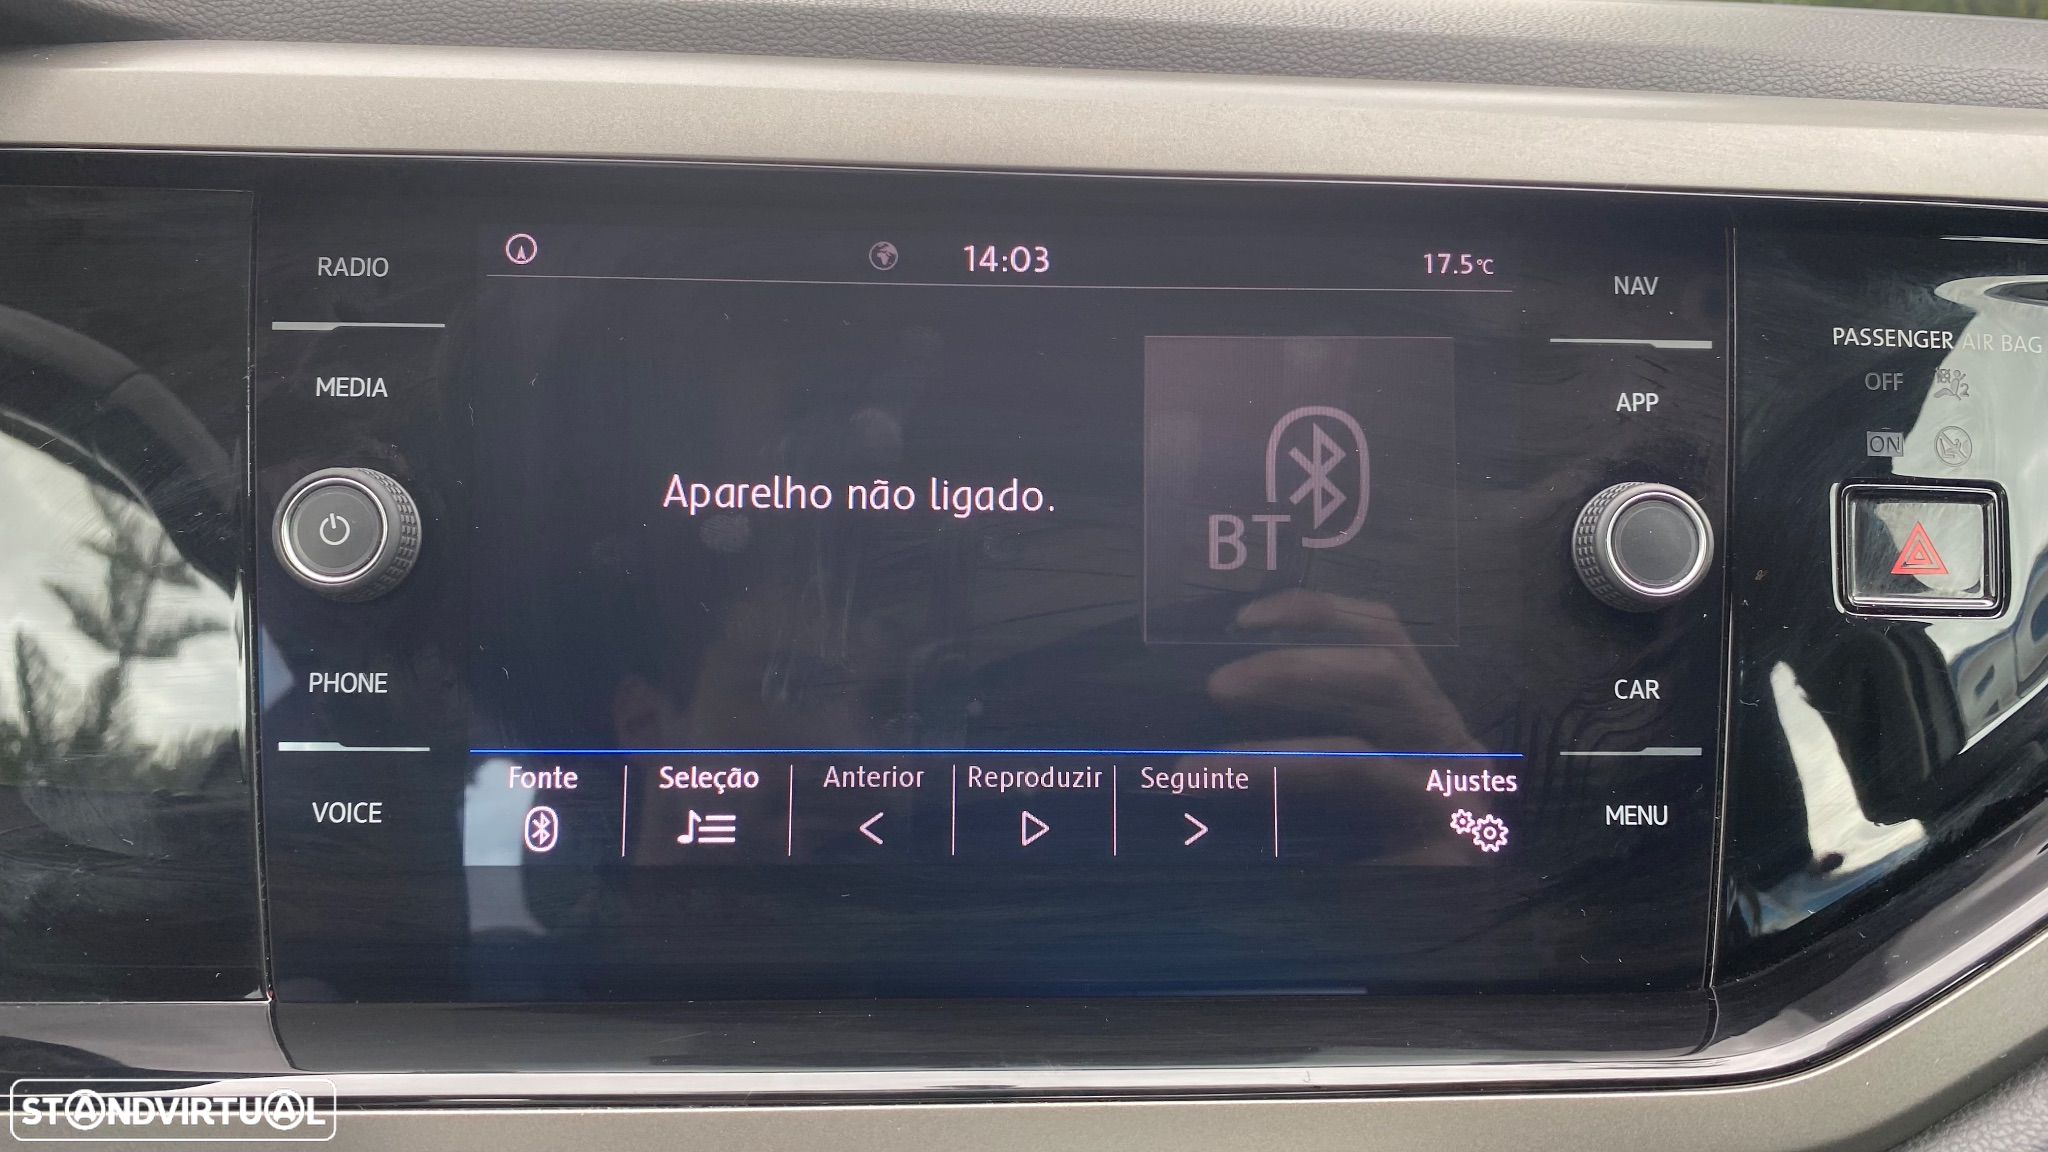 RADIO
MEDIA
PHONE
VOICE
14:03
17.5°C
Aparelho não ligado.
BT
Fonte
Seleção
Anterior
Reproduzir
Seguinte
Ajustes
NAV
APP
CAR
MENU
PASSENGER AIR BAG
OFF
ON
STANDVIRTUAL